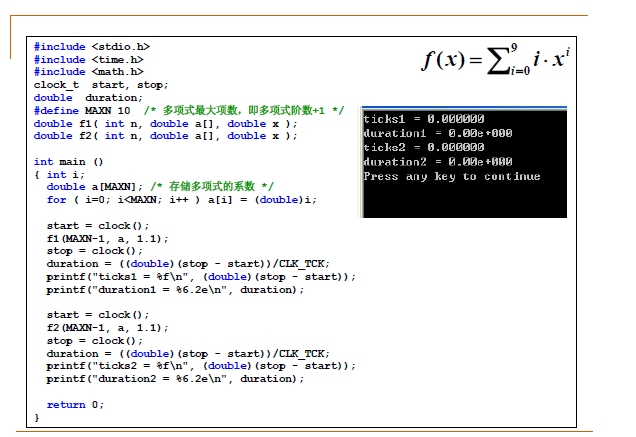 #include <stdio.h>
#include <time.h>
#include <math.h>
clock_t  start, stop;
double  duration;
#define MAXN 10  /* 多项式最大项数，即多项式阶数+1 */
double f1( int n, double a[], double x );
double f2( int n, double a[], double x );
int main ()
{ int i;
  double a[MAXN]; /* 存储多项式的系数 */
  for ( i=0; i<MAXN; i++ ) a[i] = (double)i;
  start = clock();
  f1(MAXN-1, a, 1.1);
  stop = clock();
  duration = ((double)(stop - start))/CLK_TCK;
  printf("ticks1 = %f\n", (double)(stop - start));
  printf("duration1 = %6.2e\n", duration);
  start = clock();
  f2(MAXN-1, a, 1.1);
  stop = clock();
  duration = ((double)(stop - start))/CLK_TCK;
  printf("ticks2 = %f\n", (double)(stop - start));
  printf("duration2 = %6.2e\n", duration);
  return 0;
}
f(x) = ∑_{i=0}^{9} i · x^i
ticks1 = 0.000000
duration1 = 0.00e+000
ticks2 = 0.000000
duration2 = 0.00e+000
Press any key to continue